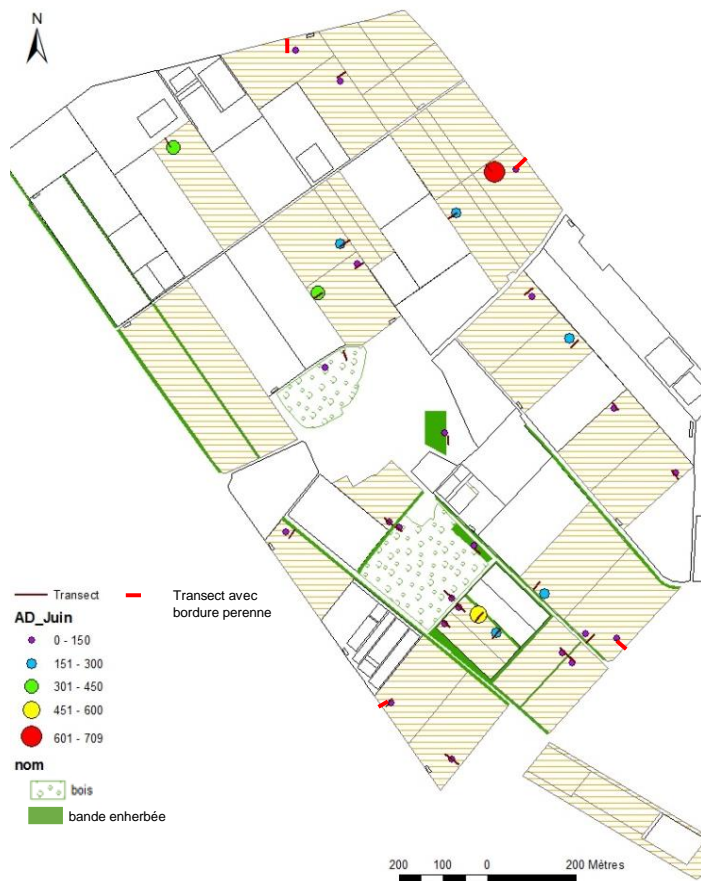 N
Transect
Transect avec
bordure perenne
AD_Juin
0 - 150
151 - 300
301 - 450
451 - 600
601 - 709
nom
bois
bande enherbée
200 100 0 200 Mètres